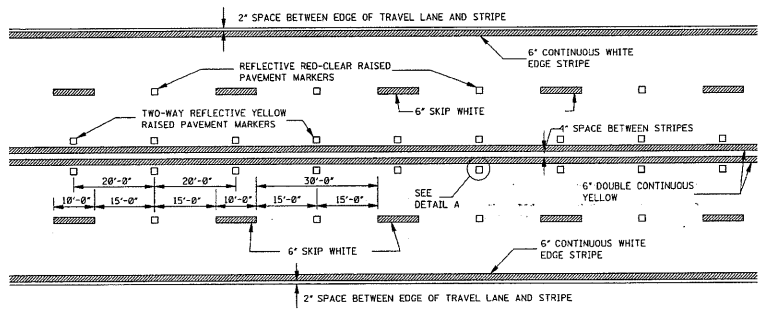 2" SPACE BETWEEN EDGE OF TRAVEL LANE AND STRIPE
6" CONTINUOUS WHITE
EDGE STRIPE
REFLECTIVE RED-CLEAR RAISED
PAVEMENT MARKERS
6" SKIP WHITE
TWO-WAY REFLECTIVE YELLOW
RAISED PAVEMENT MARKERS
4" SPACE BETWEEN STRIPES
20'-0" 20'-0" 30'-0"
SEE
DETAIL A
6" DOUBLE CONTINUOUS
YELLOW
10'-0" 15'-0" 15'-0" 10'-0" 15'-0" 15'-0"
6" SKIP WHITE
6" CONTINUOUS WHITE
EDGE STRIPE
2" SPACE BETWEEN EDGE OF TRAVEL LANE AND STRIPE